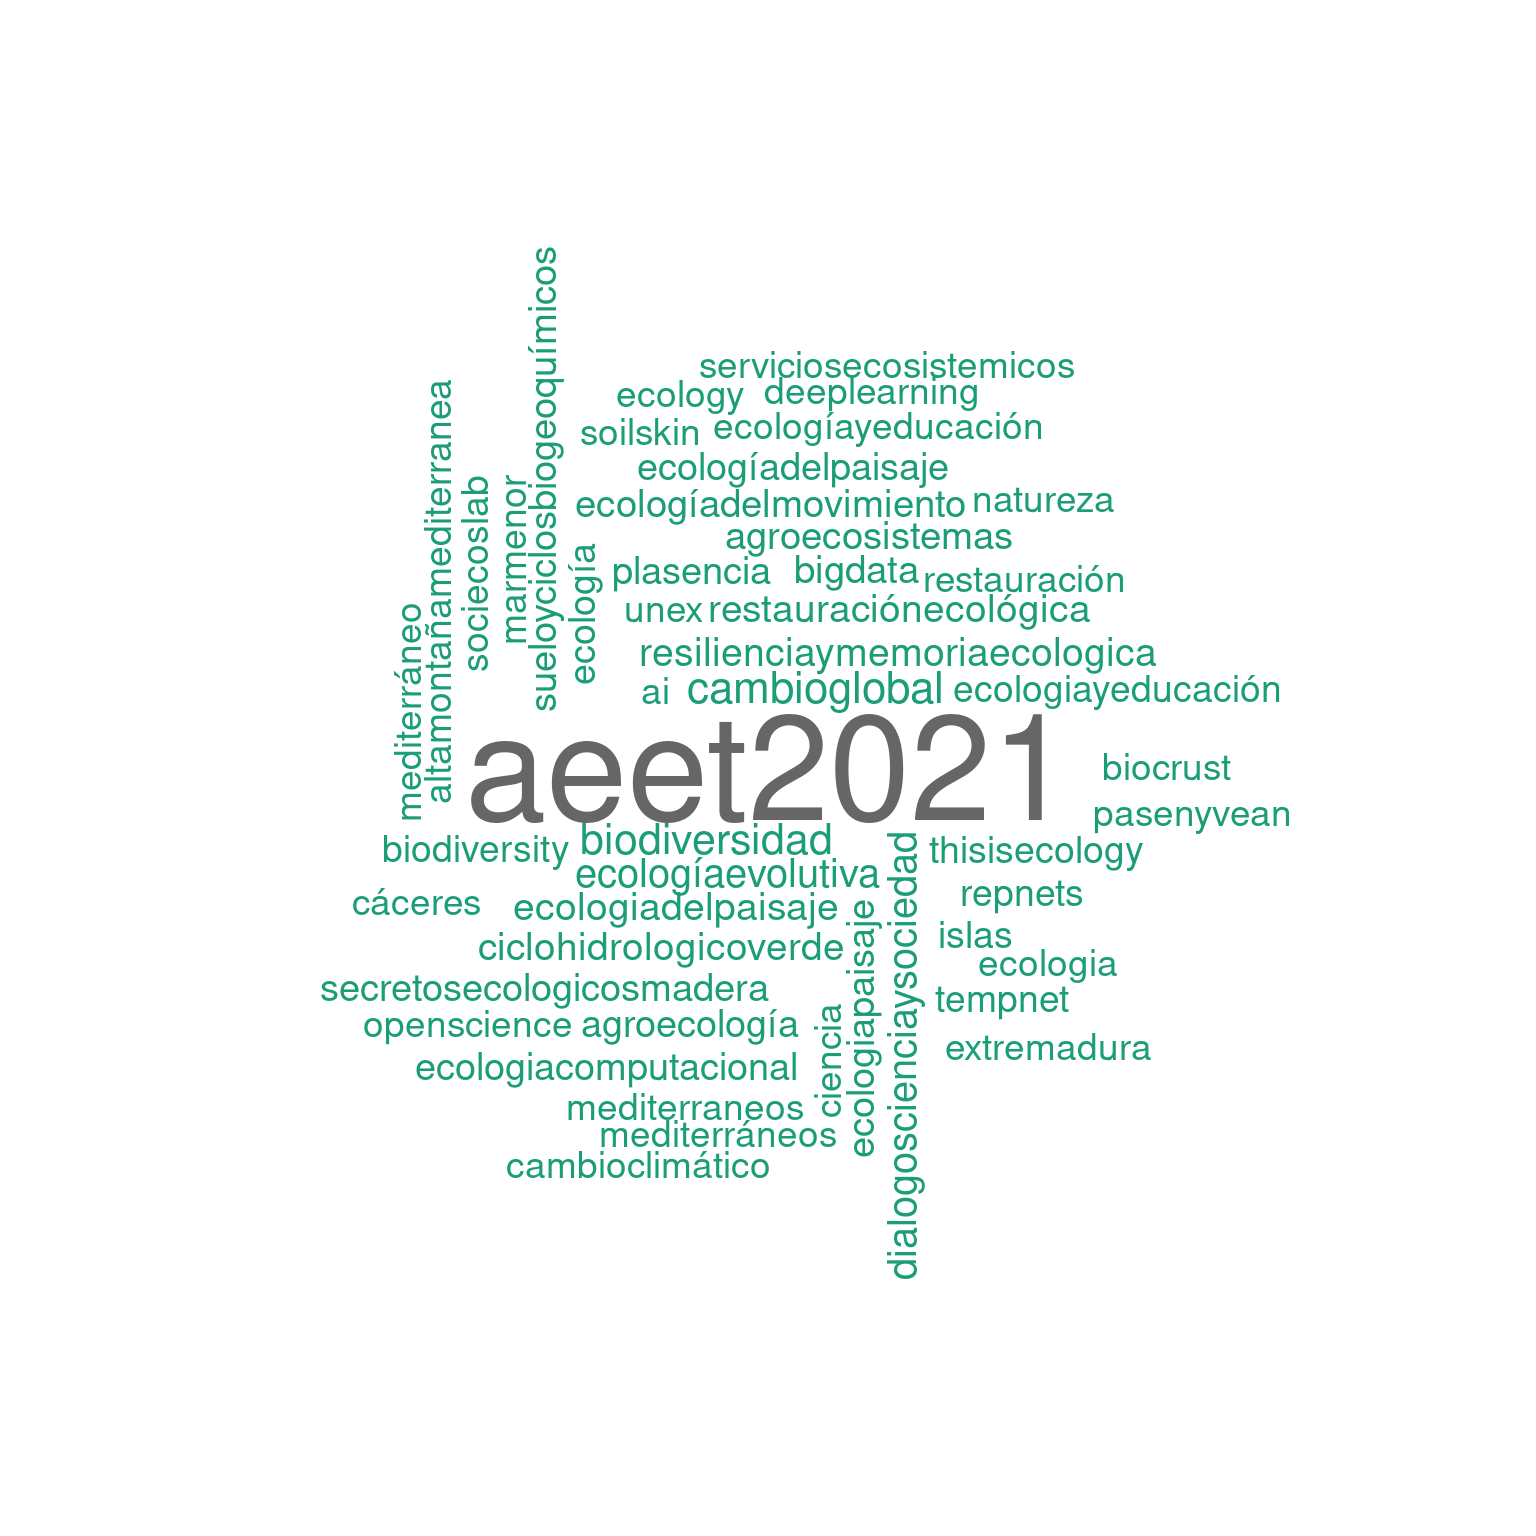 sueloyciclosbiogeoquímicos
serviciosecosistemicos
ecology deeplearning
altamontañamediterranea
soilskin ecologíayeducación
ecologíadelpaisaje
sociecoslab
marmenor
ecologíadelmovimiento natureza
agroecosistemas
ecología
plasencia bigdata restauración
unex restauraciónecológica
mediterráneo
resilienciaymemoriaecologica
ai cambioglobal ecologiayeducación
aeet2021
biocrust
pasenyvean
biodiversity biodiversidad
thisisecology
ecologíaevolutiva
dialogoscienciaysociedad
repnets
cáceres ecologiadelpaisaje
ecologiapaisaje
islas
ciclohidrologicoverde
ecologia
secretosecologicosmadera
tempnet
openscience agroecología
ciencia
extremadura
ecologiacomputacional
mediterraneos
mediterráneos
cambioclimático